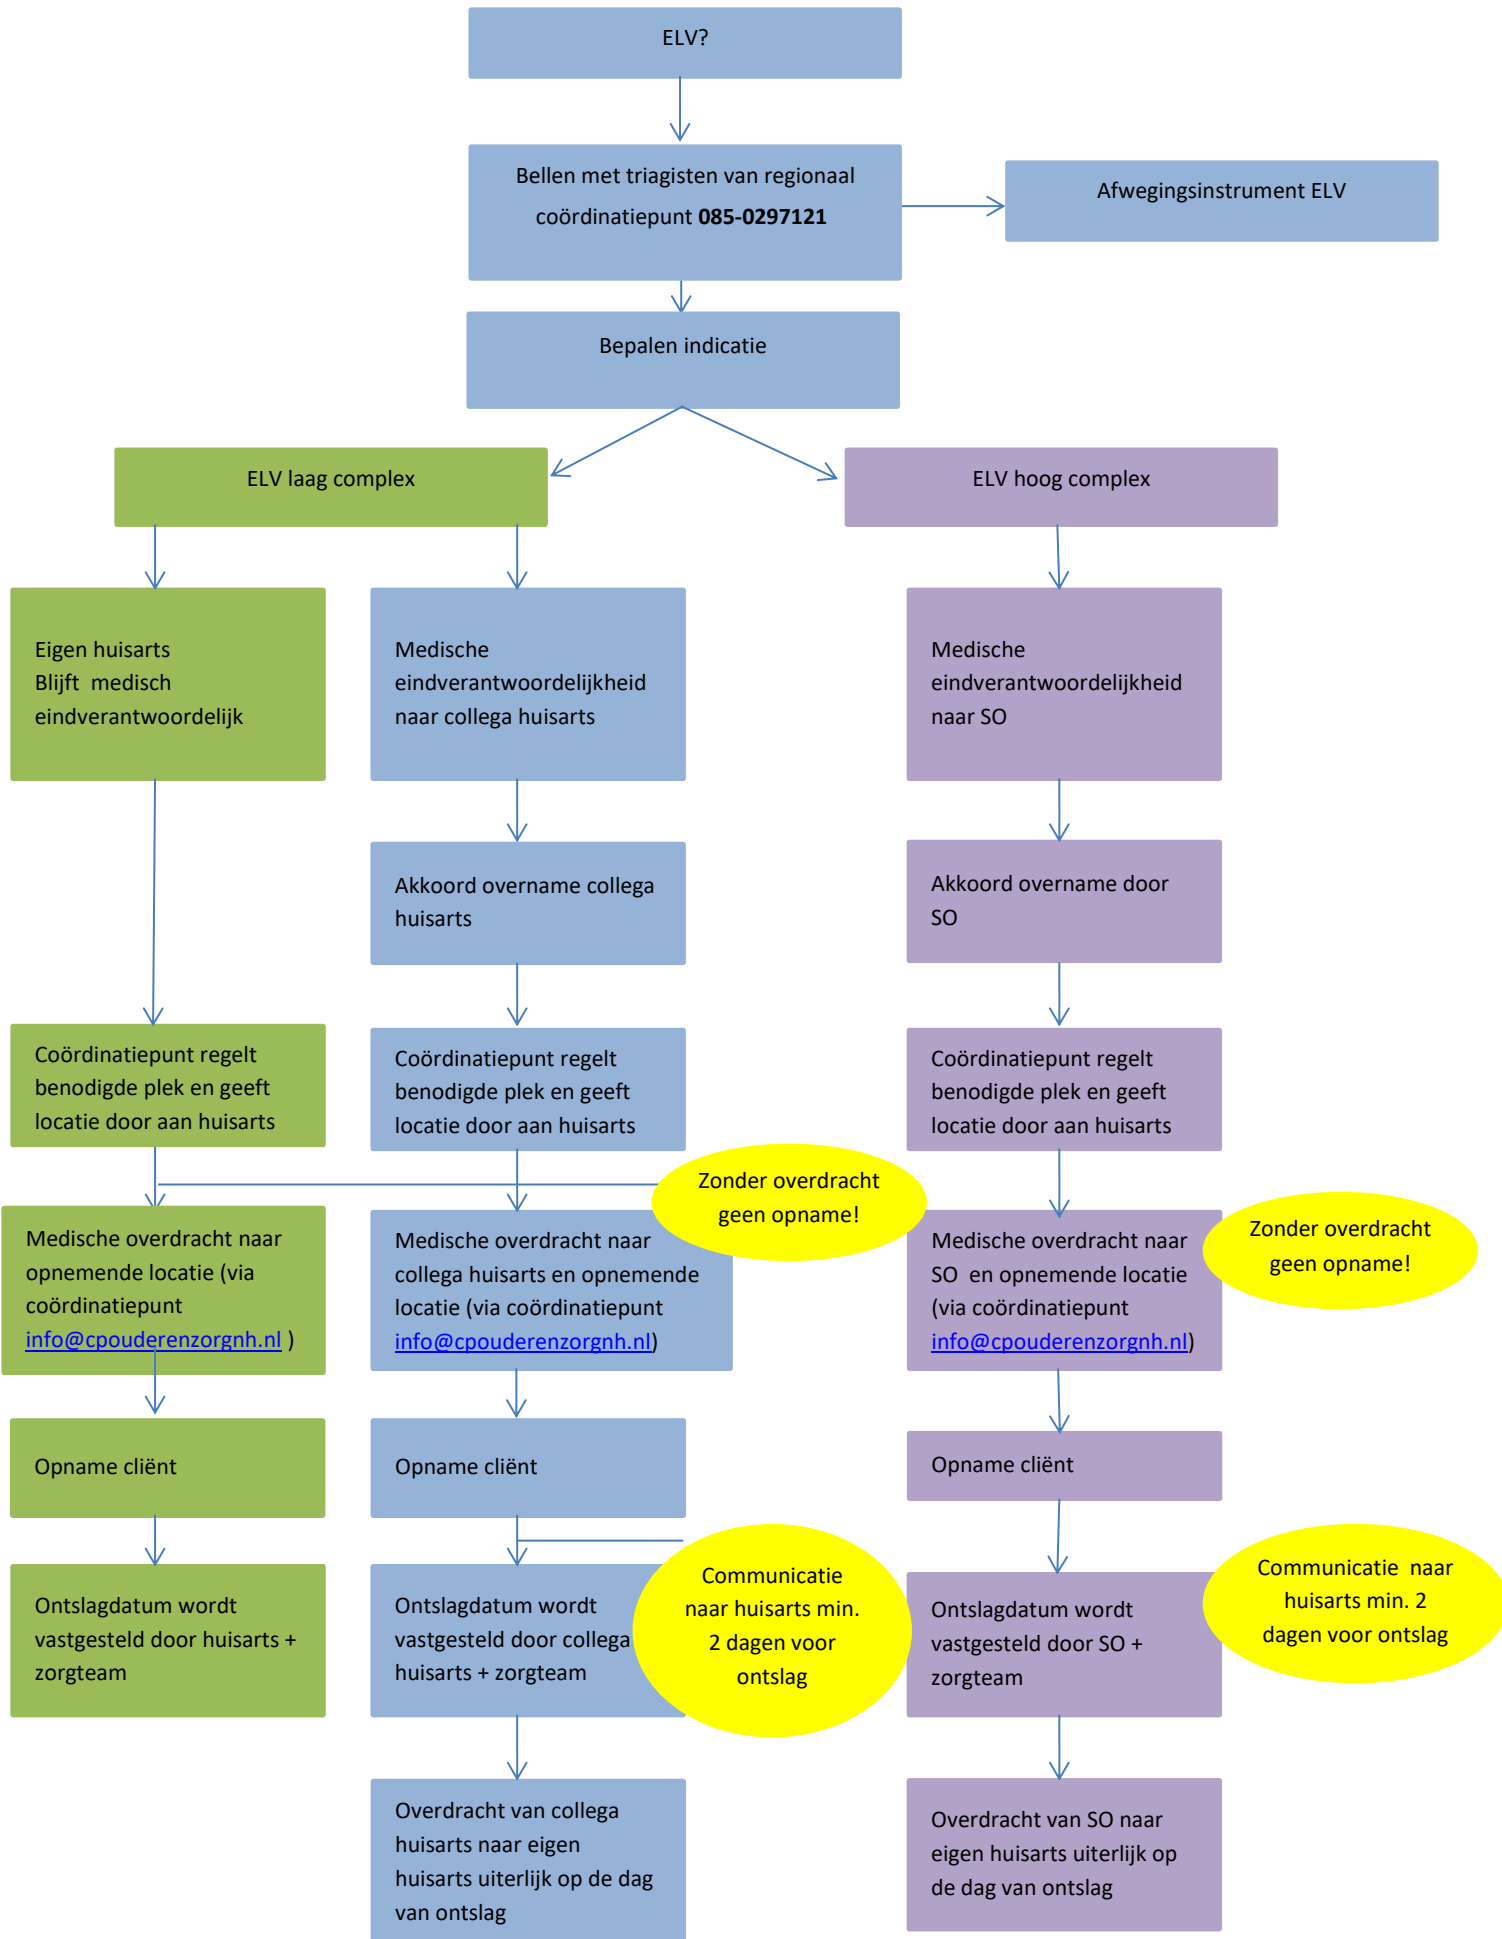 ELV?
Bellen met triagisten van regionaal
coördinatiepunt 085-0297121
Afwegingsinstrument ELV
Bepalen indicatie
ELV laag complex
ELV hoog complex
Eigen huisarts
Blijft  medisch
eindverantwoordelijk
Medische
eindverantwoordelijkheid
naar collega huisarts
Medische
eindverantwoordelijkheid
naar SO
Akkoord overname collega
huisarts
Akkoord overname door
SO
Coördinatiepunt regelt
benodigde plek en geeft
locatie door aan huisarts
Coördinatiepunt regelt
benodigde plek en geeft
locatie door aan huisarts
Coördinatiepunt regelt
benodigde plek en geeft
locatie door aan huisarts
Zonder overdracht
geen opname!
Zonder overdracht
geen opname!
Medische overdracht naar
opnemende locatie (via
coördinatiepunt
info@cpouderenzorgnh.nl )
Medische overdracht naar
collega huisarts en opnemende
locatie (via coördinatiepunt
info@cpouderenzorgnh.nl)
Medische overdracht naar
SO  en opnemende locatie
(via coördinatiepunt
info@cpouderenzorgnh.nl)
Opname cliënt
Opname cliënt
Opname cliënt
Communicatie
naar huisarts min.
2 dagen voor
ontslag
Communicatie  naar
huisarts min. 2
dagen voor ontslag
Ontslagdatum wordt
vastgesteld door huisarts +
zorgteam
Ontslagdatum wordt
vastgesteld door collega
huisarts + zorgteam
Ontslagdatum wordt
vastgesteld door SO +
zorgteam
Overdracht van collega
huisarts naar eigen
huisarts uiterlijk op de dag
van ontslag
Overdracht van SO naar
eigen huisarts uiterlijk op
de dag van ontslag